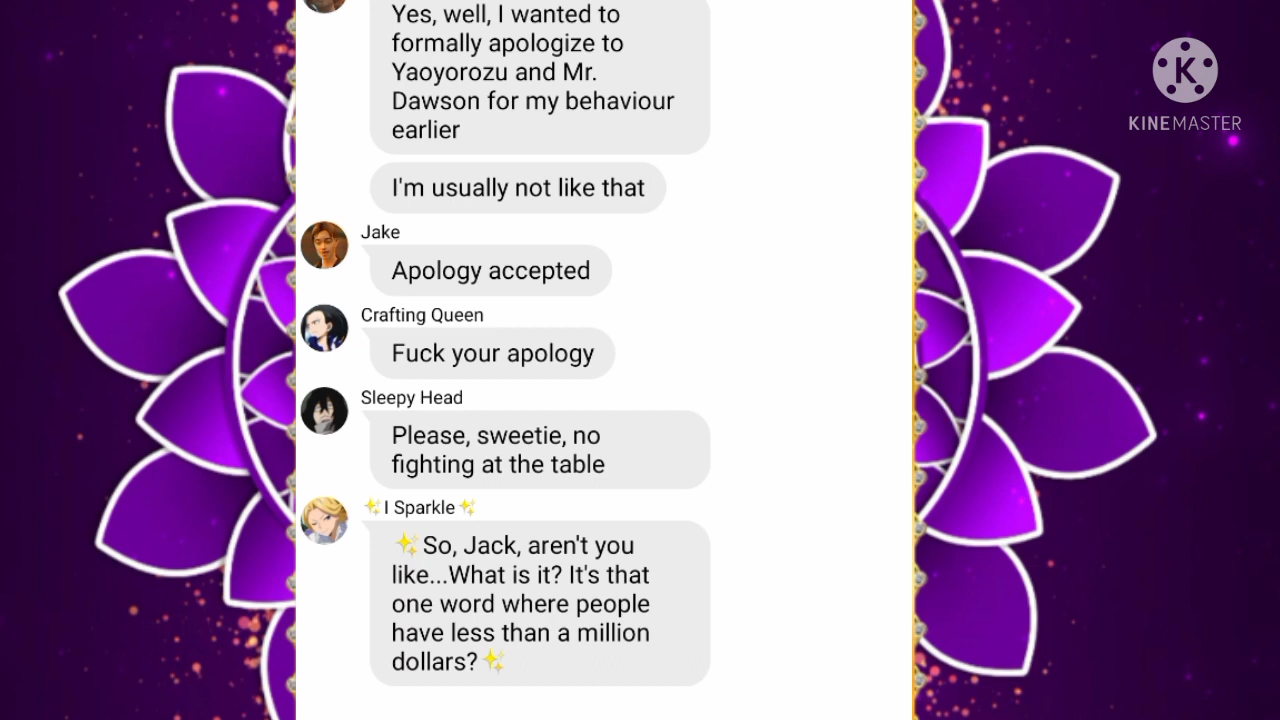 Yes, well, I wanted to
formally apologize to
Yaoyorozu and Mr.
Dawson for my behaviour
earlier
I'm usually not like that
Jake
Apology accepted
Crafting Queen
Fuck your apology
Sleepy Head
Please, sweetie, no
fighting at the table
✨I Sparkle✨
✨So, Jack, aren't you
like...What is it? It's that
one word where people
have less than a million
dollars?✨
K
KINEMASTER